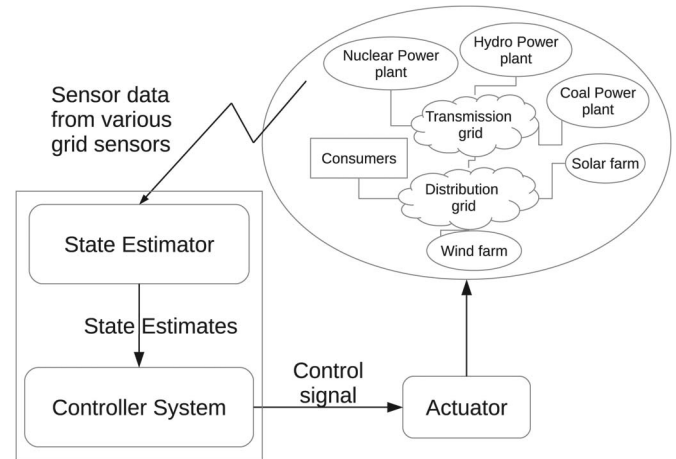 Nuclear Power
plant
Hydro Power
plant
Coal Power
plant
Transmission
grid
Consumers
Solar farm
Distribution
grid
Wind farm
Sensor data
from various
grid sensors
State Estimator
State Estimates
Controller System
Control
signal
Actuator